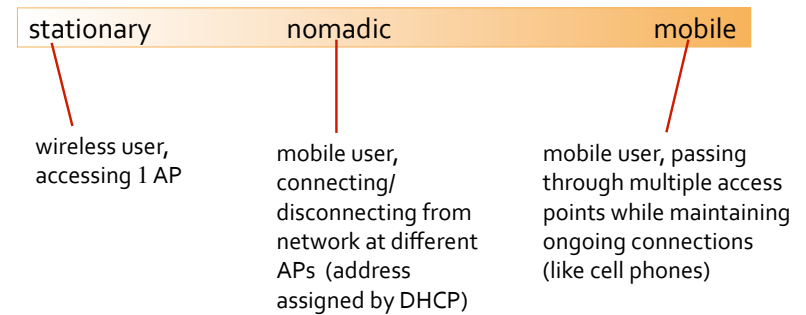 stationary nomadic mobile
wireless user,
accessing 1 AP
mobile user,
connecting/
disconnecting from
network at different
APs (address
assigned by DHCP)
mobile user, passing
through multiple access
points while maintaining
ongoing connections
(like cell phones)